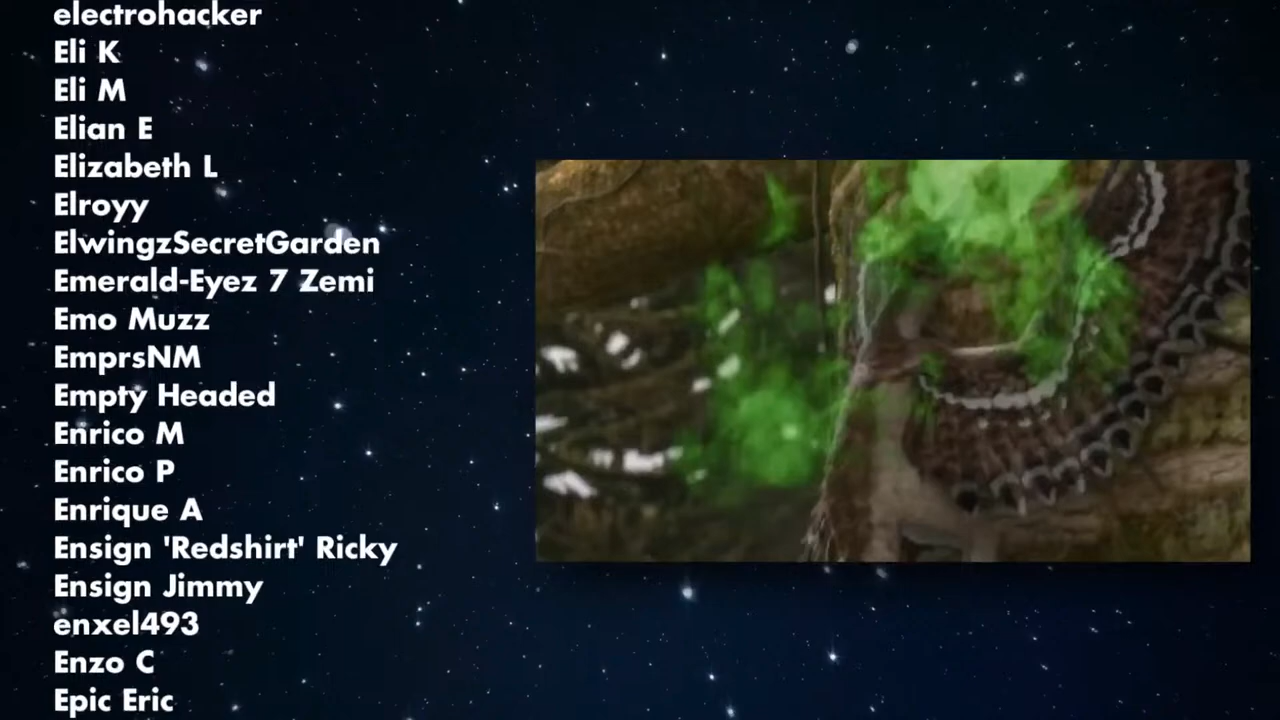 electrohacker
Eli K
Eli M
Elian E
Elizabeth L
Elroyy
ElwingzSecretGarden
Emerald-Eyez 7 Zemi
Emo Muzz
EmprsNM
Empty Headed
Enrico M
Enrico P
Enrique A
Ensign 'Redshirt' Ricky
Ensign Jimmy
enxel493
Enzo C
Epic Eric